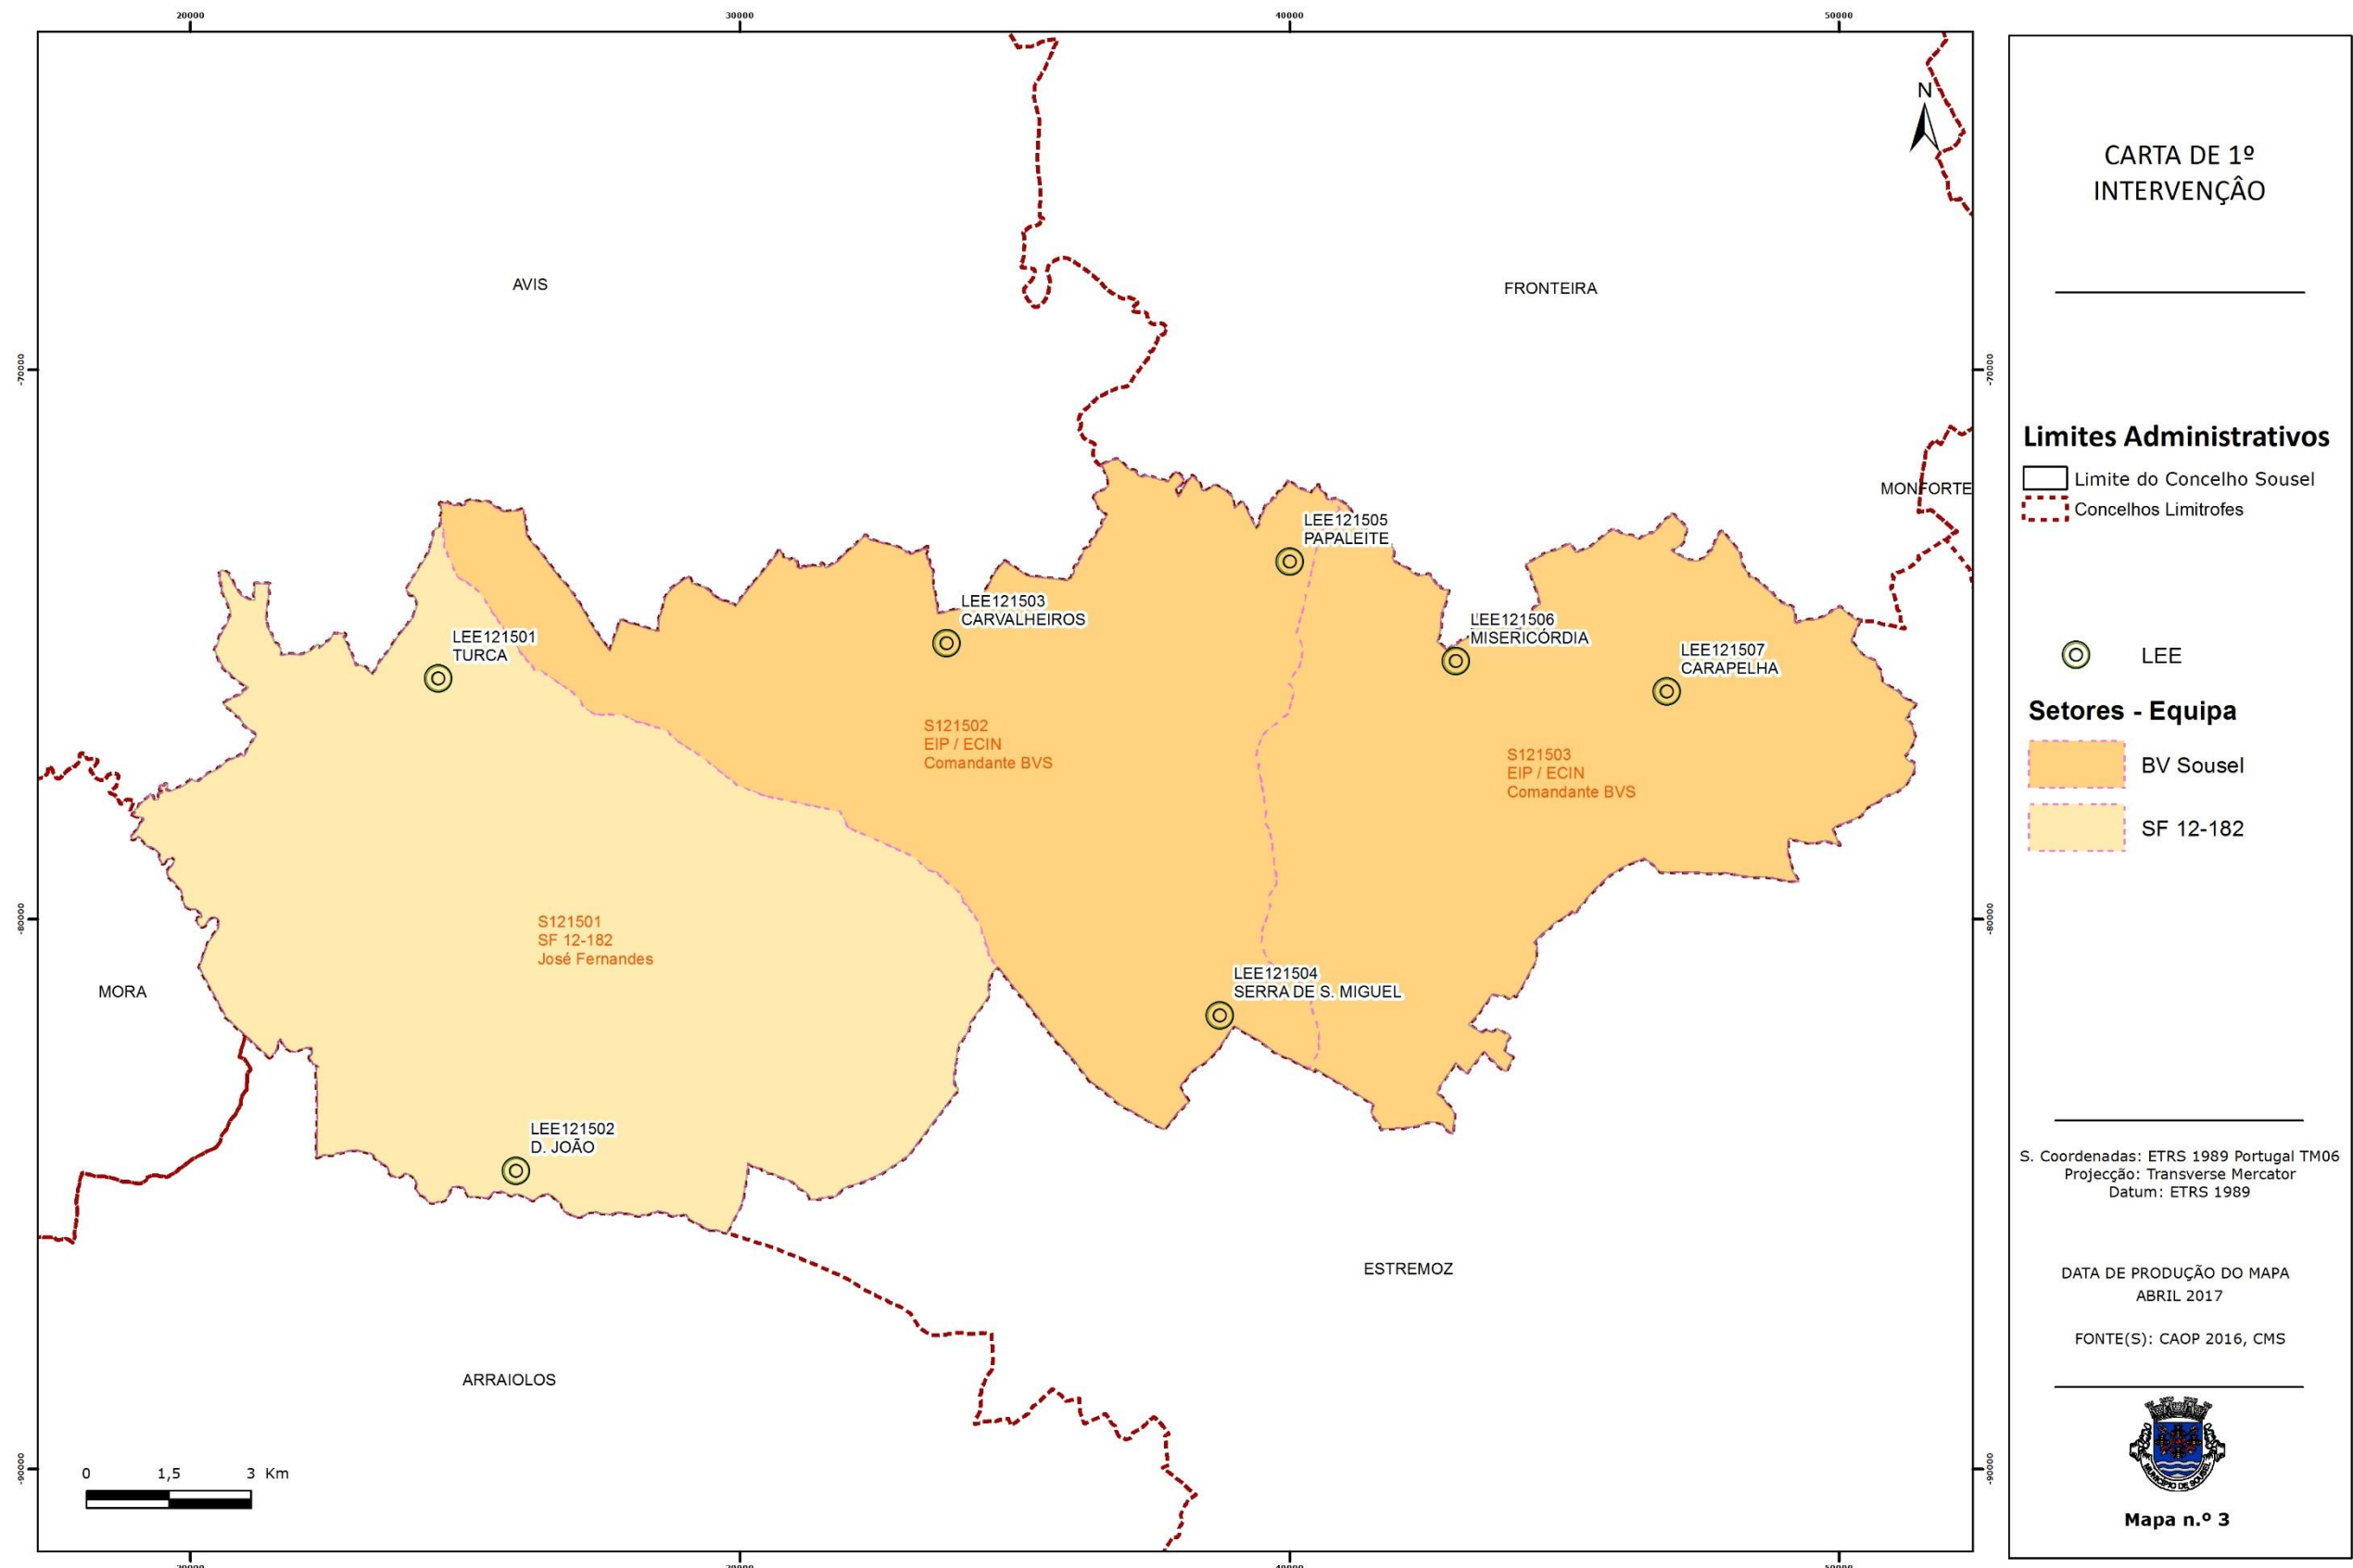 20000
30000
40000
50000
N
AVIS
FRONTEIRA
-70000
-70000
MONFORTE
LEE121505
PAPALEITE
LEE121503
CARVALHEIROS
LEE121506
MISERICÓRDIA
LEE121501
TURCA
LEE121507
CARAPELHA
S121502
EIP / ECIN
Comandante BVS
S121503
EIP / ECIN
Comandante BVS
-80000
-80000
S121501
SF 12-182
José Fernandes
LEE121504
SERRA DE S. MIGUEL
MORA
LEE121502
D. JOÃO
ESTREMOZ
ARRAIOLOS
-90000
-90000
0 1,5 3 Km
CARTA DE 1º
INTERVENÇÂO
Limites Administrativos
Limite do Concelho Sousel
Concelhos Limitrofes
LEE
Setores - Equipa
BV Sousel
SF 12-182
S. Coordenadas: ETRS 1989 Portugal TM06
Projecção: Transverse Mercator
Datum: ETRS 1989
DATA DE PRODUÇÃO DO MAPA
ABRIL 2017
FONTE(S): CAOP 2016, CMS
MUNICIPIO DE SOUSEL
Mapa n.º 3